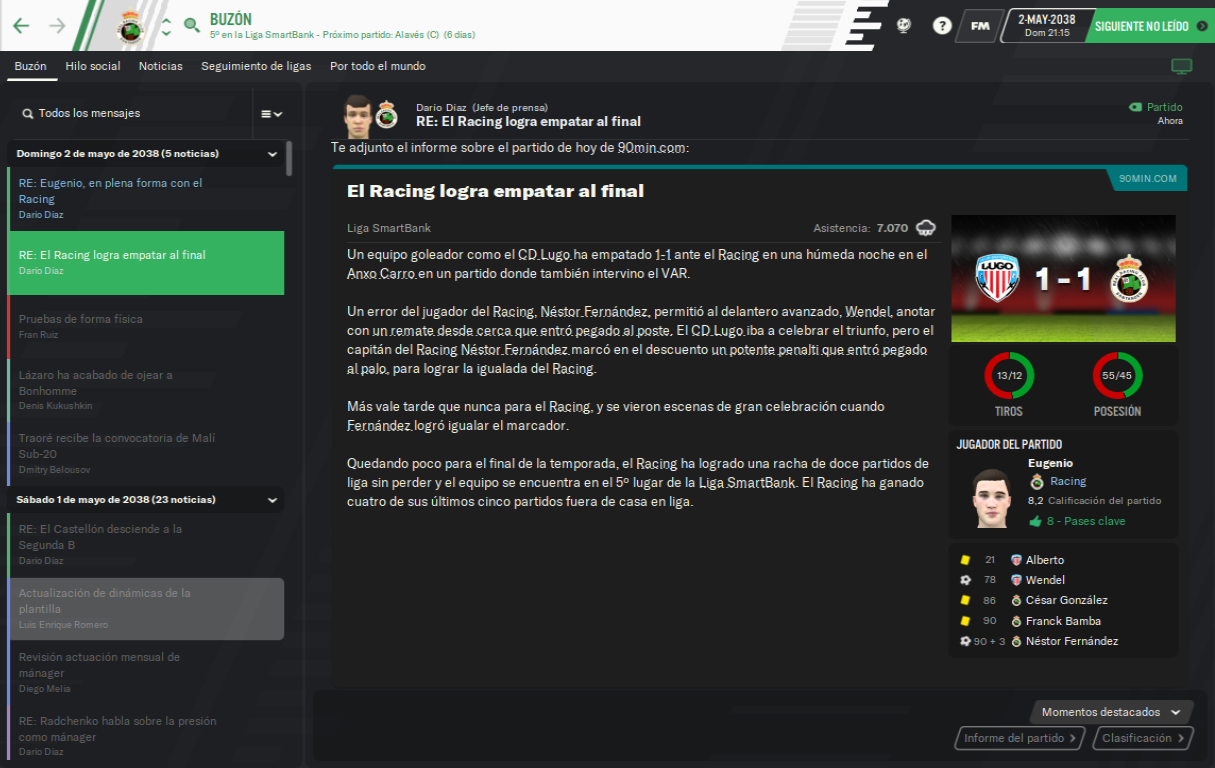 BUZÓN
5º en la Liga SmartBank - Próximo partido: Alavés (C) (6 días)
?
FM
2-MAY-2038
Dom 21:15
SIGUIENTE NO LEÍDO
Buzón
Hilo social
Noticias
Seguimiento de ligas
Por todo el mundo
Todos los mensajes
Domingo 2 de mayo de 2038 (5 noticias)
RE: Eugenio, en plena forma con el
Racing
Darío Díaz
RE: El Racing logra empatar al final
Darío Díaz
Pruebas de forma física
Fran Ruiz
Lázaro ha acabado de ojear a
Bonhomme
Denis Kukushkin
Traoré recibe la convocatoria de Malí
Sub-20
Dmitry Belousov
Sábado 1 de mayo de 2038 (23 noticias)
RE: El Castellón desciende a la
Segunda B
Darío Díaz
Actualización de dinámicas de la
plantilla
Luis Enrique Romero
Revisión actuación mensual de
mánager
Diego Melia
RE: Radchenko habla sobre la presión
como mánager
Darío Díaz
Darío Díaz (Jefe de prensa)
RE: El Racing logra empatar al final
Partido
Ahora
Te adjunto el informe sobre el partido de hoy de 90min.com:
90MIN.COM
El Racing logra empatar al final
Liga SmartBank
Asistencia: 7.070
Un equipo goleador como el CD Lugo ha empatado 1-1 ante el Racing en una húmeda noche en el
Anxo Carro en un partido donde también intervino el VAR.
Un error del jugador del Racing, Néstor Fernández, permitió al delantero avanzado, Wendel, anotar
con un remate desde cerca que entró pegado al poste. El CD Lugo iba a celebrar el triunfo, pero el
capitán del Racing Néstor Fernández marcó en el descuento un potente penalti que entró pegado
al palo, para lograr la igualada del Racing.
Más vale tarde que nunca para el Racing, y se vieron escenas de gran celebración cuando
Fernández logró igualar el marcador.
Quedando poco para el final de la temporada, el Racing ha logrado una racha de doce partidos de
liga sin perder y el equipo se encuentra en el 5º lugar de la Liga SmartBank. El Racing ha ganado
cuatro de sus últimos cinco partidos fuera de casa en liga.
LUGO
1 - 1
13/12
TIROS
55/45
POSESIÓN
JUGADOR DEL PARTIDO
Eugenio
Racing
8,2 Calificación del partido
8 - Pases clave
21 Alberto
78 Wendel
86 César González
90 Franck Bamba
90 + 3 Néstor Fernández
Momentos destacados
Informe del partido
Clasificación